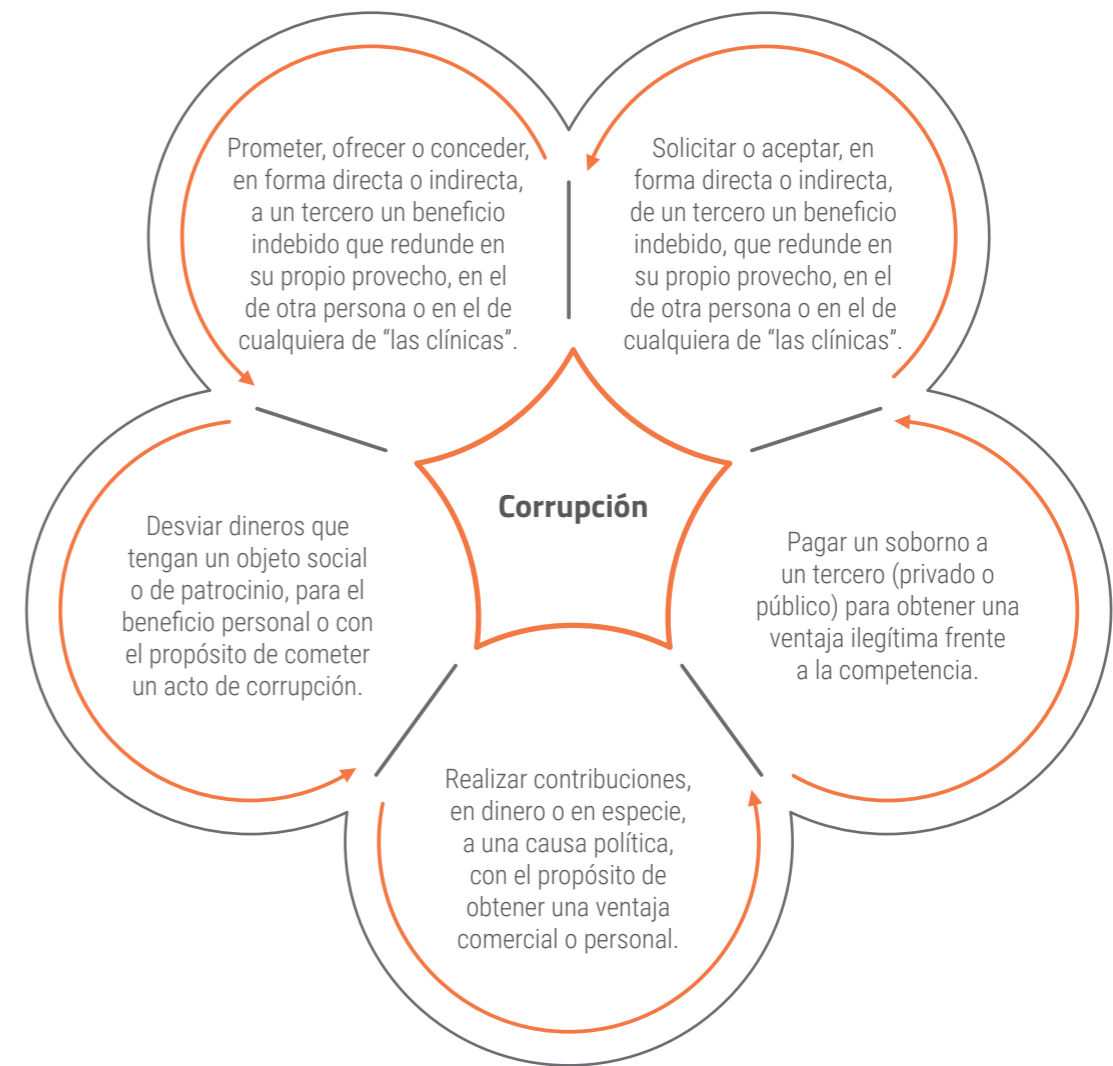 Prometer, ofrecer o conceder,
en forma directa o indirecta,
a un tercero un beneficio
indebido que redunde en
su propio provecho, en el
de otra persona o en el de
cualquiera de “las clínicas”.
Solicitar o aceptar, en
forma directa o indirecta,
de un tercero un beneficio
indebido, que redunde en
su propio provecho, en el
de otra persona o en el de
cualquiera de “las clínicas”.
Corrupción
Desviar dineros que
tengan un objeto social
o de patrocinio, para el
beneficio personal o con
el propósito de cometer
un acto de corrupción.
Pagar un soborno a
un tercero (privado o
público) para obtener una
ventaja ilegítima frente
a la competencia.
Realizar contribuciones,
en dinero o en especie,
a una causa política,
con el propósito de
obtener una ventaja
comercial o personal.